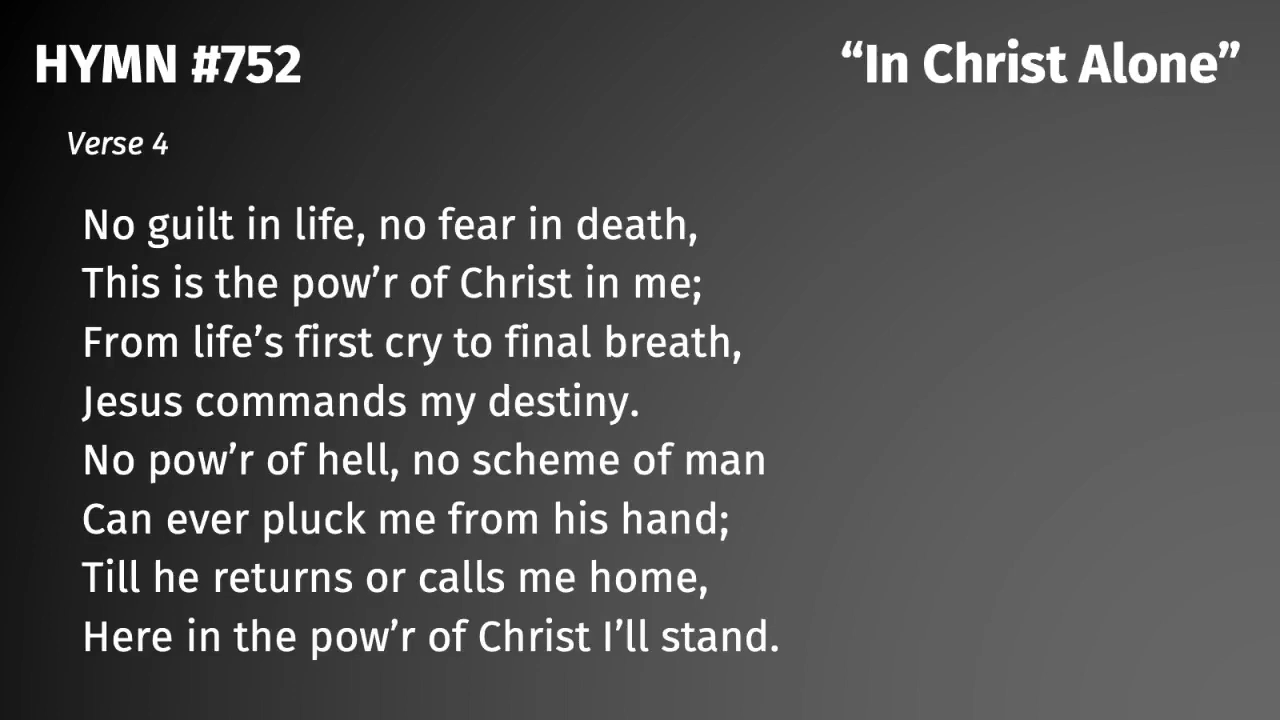 HYMN #752
“In Christ Alone”
Verse 4
No guilt in life, no fear in death,
This is the pow’r of Christ in me;
From life’s first cry to final breath,
Jesus commands my destiny.
No pow’r of hell, no scheme of man
Can ever pluck me from his hand;
Till he returns or calls me home,
Here in the pow’r of Christ I’ll stand.